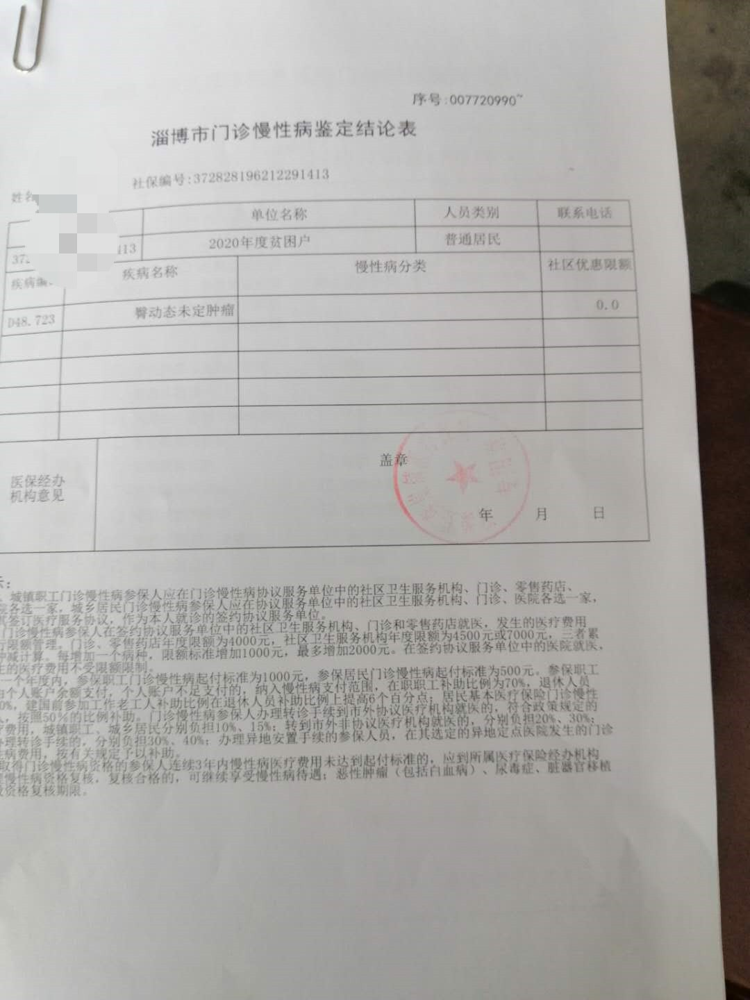 序号:007720990~
淄博市门诊慢性病鉴定结论表
姓名 社保编号:372828196212291413
单位名称 人员类别 联系电话
372 413 2020年度贫困户 普通居民
疾病编 疾病名称 慢性病分类 社区优惠限额
D48.723 臀动态未定肿瘤 0.0
医保经办
机构意见
盖章
年 月 日
示:
、城镇职工门诊慢性病参保人应在门诊慢性病协议服务单位中的社区卫生服务机构、门诊、零售药店、
院各选一家,城乡居民门诊慢性病参保人应在协议服务单位中的社区卫生服务机构、门诊、医院各选一家,
其签订医疗服务协议,作为本人就诊的签约协议服务单位。
门诊慢性病参保人在签约协议服务单位中的社区卫生服务机构、门诊和零售药店就医,发生的医疗费用
行限额管理。门诊、零售药店年度限额为4000元,社区卫生服务机构年度限额为4500元或7000元,三者累
冲减计算。每增加一个病种,限额标准增加1000元,最多增加2000元。在签约协议服务单位中的医院就医,
生的医疗费用不受限额限制。
一个年度内,参保职工门诊慢性病起付标准为1000元,参保居民门诊慢性病起付标准为500元。参保职工
由个人账户余额支付,个人账户不足支付的,纳入慢性病支付范围,在职职工补助比例为70%,退休人员
0%,建国前参加工作老工人补助比例在退休人员补助比例上提高6个百分点;居民基本医疗保险门诊慢性
,按照50%的比例补助。门诊慢性病参保人办理转诊手续到市外协议医疗机构就医的,符合政策规定的
疗费用,城镇职工、城乡居民分别负担10%、15%;转到市外非协议医疗机构就医的,分别负担20%、30%;
办理转诊手续的,分别负担30%、40%;办理异地安置手续的参保人员,在其选定的异地定点医院发生的门诊
性病费用,按有关规定予以补助。
取得门诊慢性病资格的参保人连续3年内慢性病医疗费用未达到起付标准的,应到所属医疗保险经办机构
慢性病资格复核,复核合格的,可继续享受慢性病待遇;恶性肿瘤(包括白血病)、尿毒症、脏器官移植
资格复核期限。